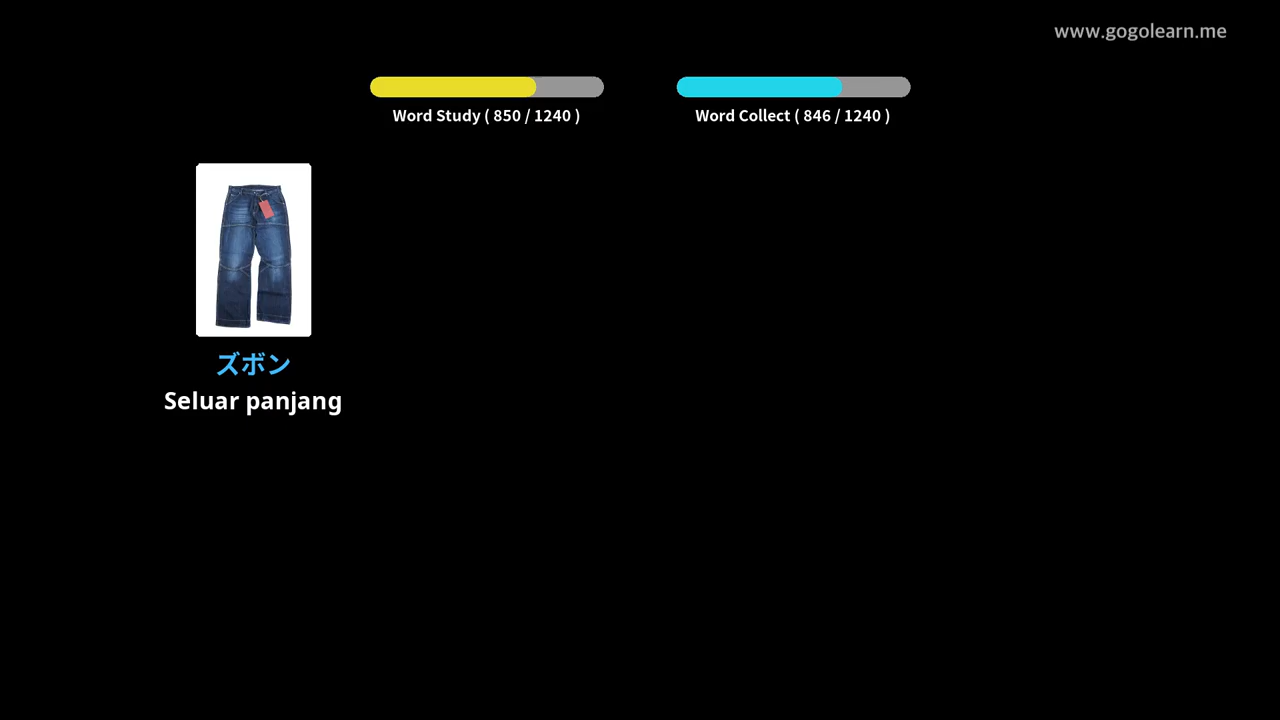 www.gogolearn.me
Word Study ( 850 / 1240 )
Word Collect ( 846 / 1240 )
ズボン
Seluar panjang